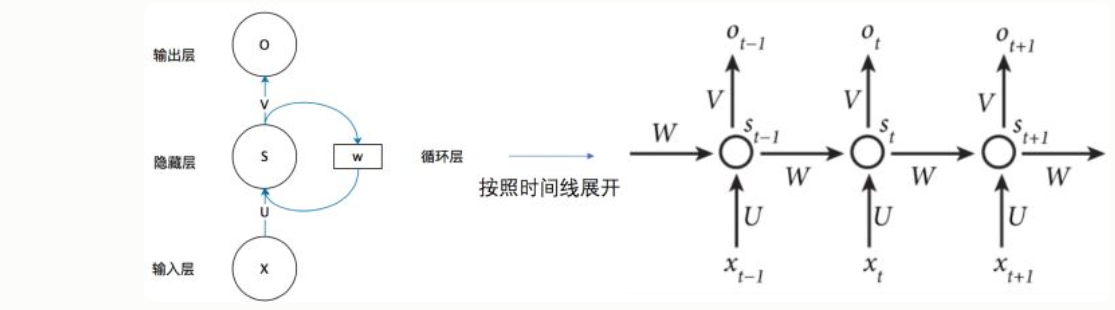 输出层
O
V
隐藏层
S
w
循环层
U
输入层
X
按照时间线展开
o_{t-1} o_t o_{t+1}
V V V
W s_{t-1} s_t s_{t+1}
W W W
U U U
x_{t-1} x_t x_{t+1}